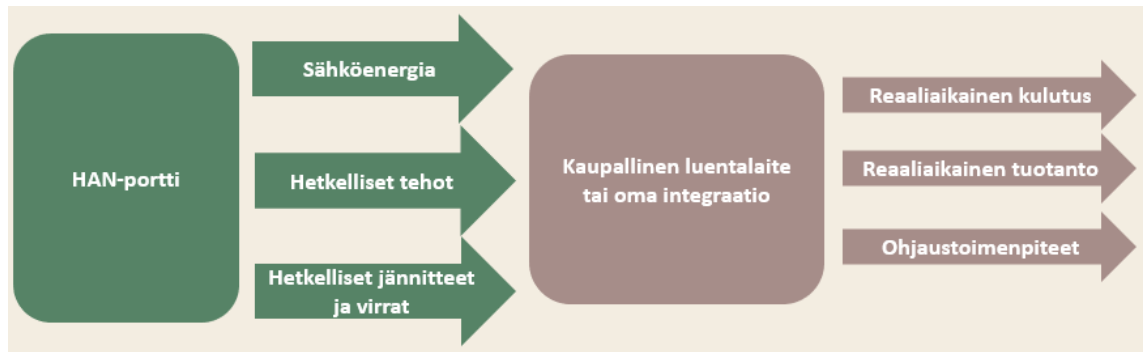 HAN-portti
Sähköenergia
Hetkelliset tehot
Hetkelliset jännitteet
ja virrat
Kaupallinen luentalaite
tai oma integraatio
Reaaliaikainen kulutus
Reaaliaikainen tuotanto
Ohjaustoimenpiteet